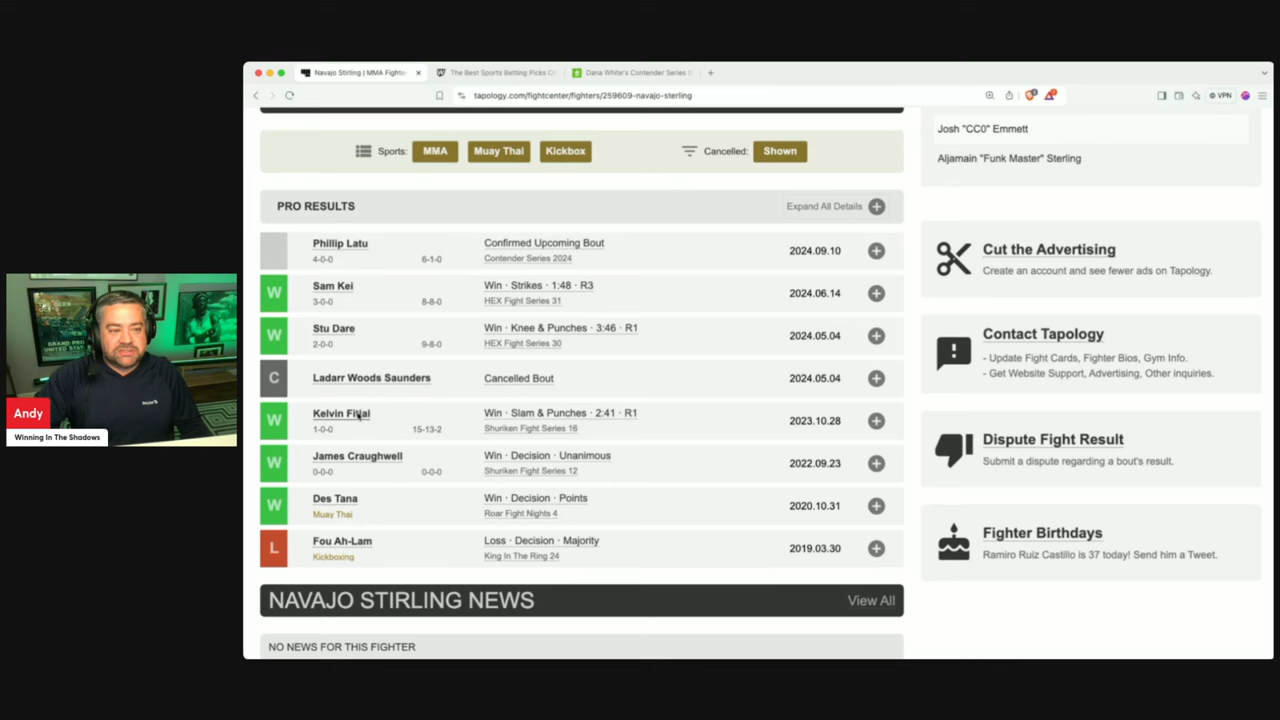 Navajo Stirling | MMA Fighte
The Best Sports Betting Picks O
Dana White's Contender Series
tapology.com/fightcenter/fighters/259609-navajo-sterling
VPN
Sports: MMA Muay Thai Kickbox Cancelled: Shown
PRO RESULTS Expand All Details
Phillip Latu Confirmed Upcoming Bout 2024.09.10
4-0-0 6-1-0 Contender Series 2024
W Sam Kei Win · Strikes · 1:48 · R3 2024.06.14
3-0-0 8-8-0 HEX Fight Series 31
W Stu Dare Win · Knee & Punches · 3:46 · R1 2024.05.04
2-0-0 9-8-0 HEX Fight Series 30
C Ladarr Woods Saunders Cancelled Bout 2024.05.04
W Kelvin Win · Slam & Punches · 2:41 · R1 2023.10.28
1-0-0 15-13-2 Shuriken Fight Series 16
W James Craughwell Win · Decision · Unanimous 2022.09.23
0-0-0 0-0-0 Shuriken Fight Series 12
W Des Tana Win · Decision · Points 2020.10.31
Muay Thai Roar Fight Nights 4
L Fou Ah-Lam Loss · Decision · Majority 2019.03.30
Kickboxing King In The Ring 24
NAVAJO STIRLING NEWS View All
NO NEWS FOR THIS FIGHTER
Josh "CC0" Emmett
Aljamain "Funk Master" Sterling
Cut the Advertising
Create an account and see fewer ads on Tapology.
Contact Tapology
- Update Fight Cards, Fighter Bios, Gym Info.
- Get Website Support, Advertising, Other inquiries.
Dispute Fight Result
Submit a dispute regarding a bout's result.
Fighter Birthdays
Ramiro Ruiz Castillo is 37 today! Send him a Tweet.
GRAND PRI
UNITED STATE
Andy
Winning In The Shadows